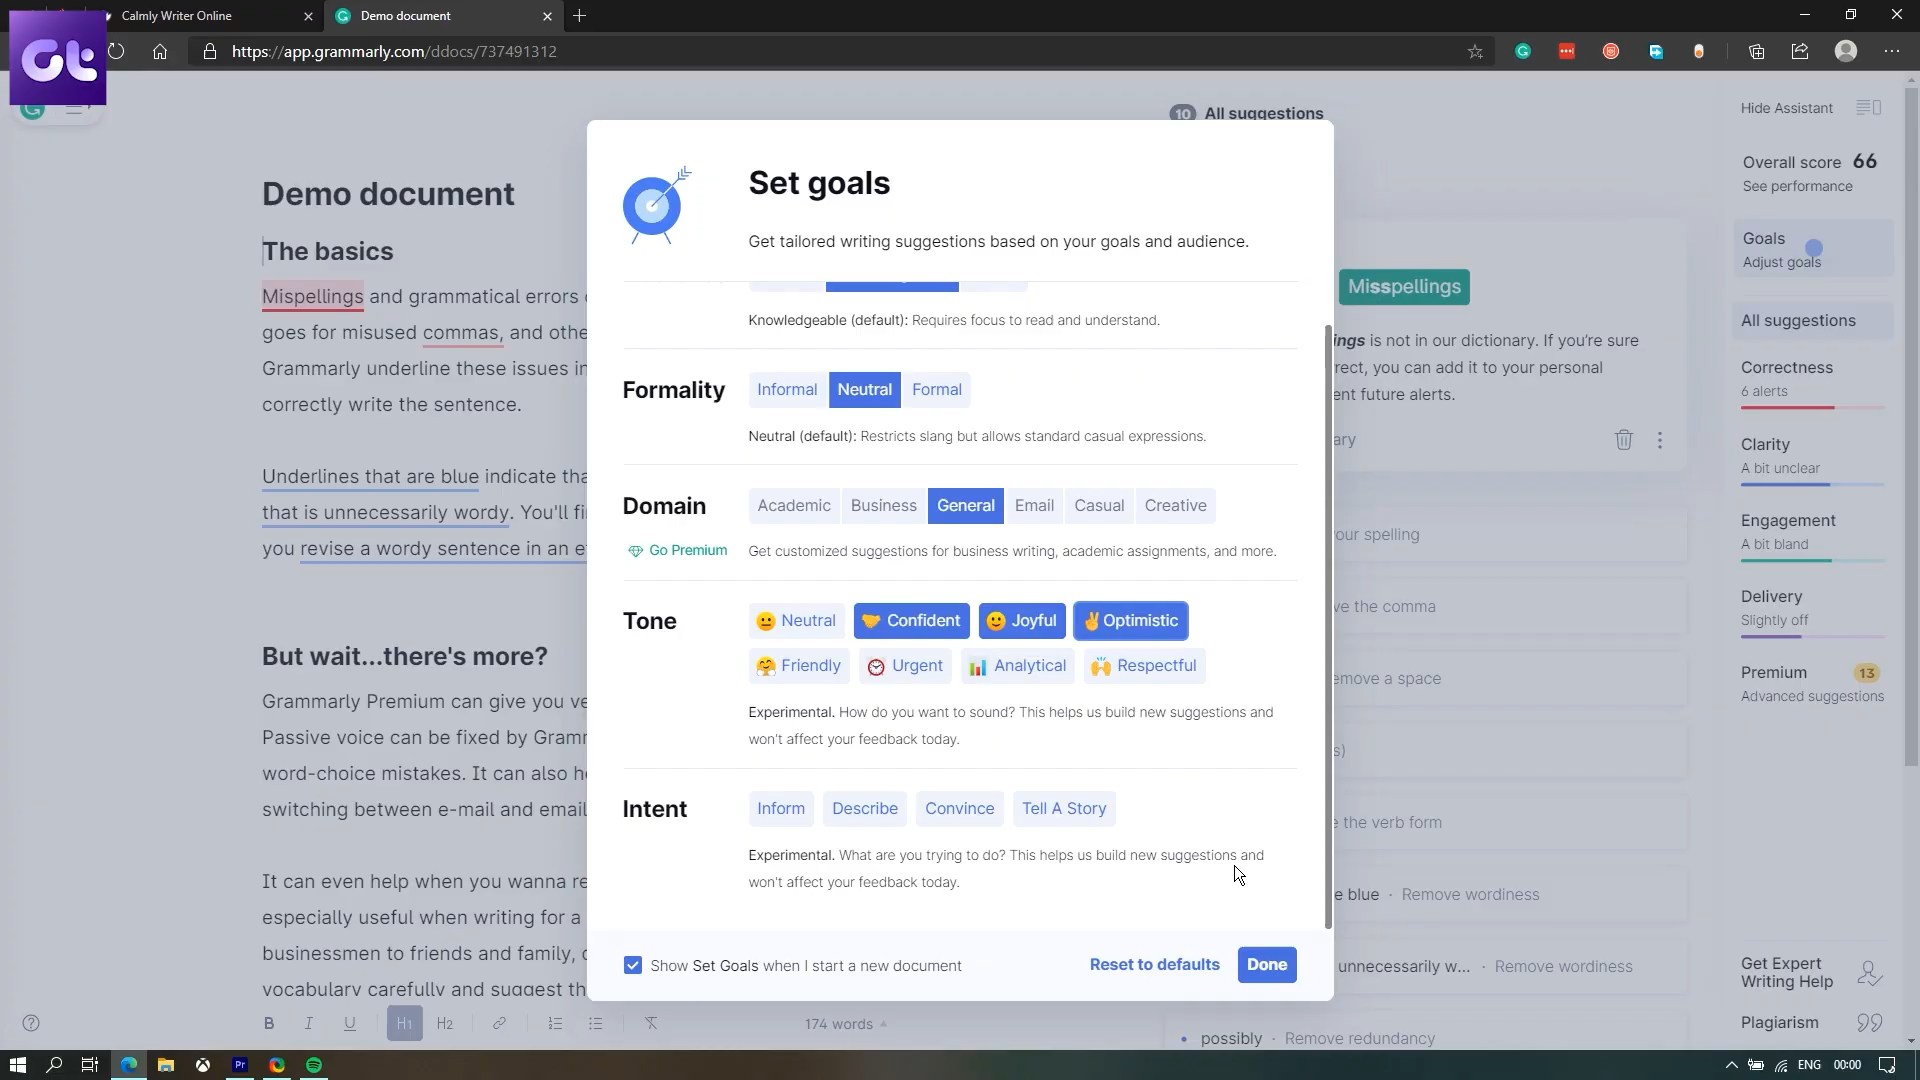 Calmly Writer Online
Demo document
https://app.grammarly.com/ddocs/737491312
Gt
10 All suggestions
Hide Assistant
Demo document
The basics
Mispellings and grammatical errors
goes for misused commas, and othe
Grammarly underline these issues in
correctly write the sentence.
Underlines that are blue indicate tha
that is unnecessarily wordy. You'll fi
you revise a wordy sentence in an e
But wait...there's more?
Grammarly Premium can give you ve
Passive voice can be fixed by Gram
word-choice mistakes. It can also h
switching between e-mail and email
It can even help when you wanna re
especially useful when writing for a
businessmen to friends and family,
vocabulary carefully and suggest th
B I U H1 H2
174 words
Set goals
Get tailored writing suggestions based on your goals and audience.
Knowledgeable (default): Requires focus to read and understand.
Formality Informal Neutral Formal
Neutral (default): Restricts slang but allows standard casual expressions.
Domain Academic Business General Email Casual Creative
Go Premium Get customized suggestions for business writing, academic assignments, and more.
Tone Neutral Confident Joyful Optimistic
Friendly Urgent Analytical Respectful
Experimental. How do you want to sound? This helps us build new suggestions and
won't affect your feedback today.
Intent Inform Describe Convince Tell A Story
Experimental. What are you trying to do? This helps us build new suggestions and
won't affect your feedback today.
Show Set Goals when I start a new document
Reset to defaults Done
Misspellings
ings is not in our dictionary. If you're sure
rect, you can add it to your personal
ent future alerts.
ary
our spelling
ve the comma
emove a space
s)
e the verb form
e blue · Remove wordiness
unnecessarily w... · Remove wordiness
possibly · Remove redundancy
Overall score 66
See performance
Goals
Adjust goals
All suggestions
Correctness
6 alerts
Clarity
A bit unclear
Engagement
A bit bland
Delivery
Slightly off
Premium 13
Advanced suggestions
Get Expert
Writing Help
Plagiarism
Pr
ENG 00:00